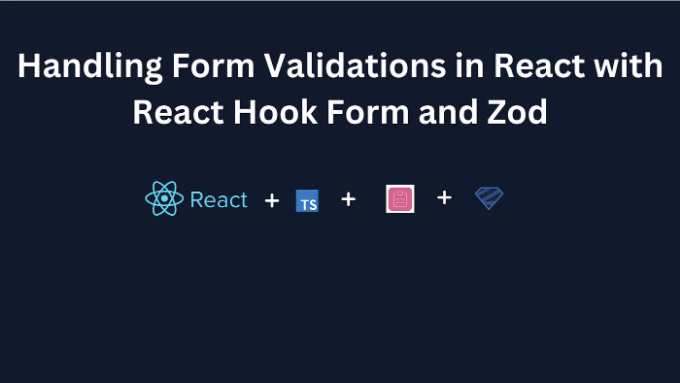 Handling Form Validations in React with
React Hook Form and Zod
React + TS + +